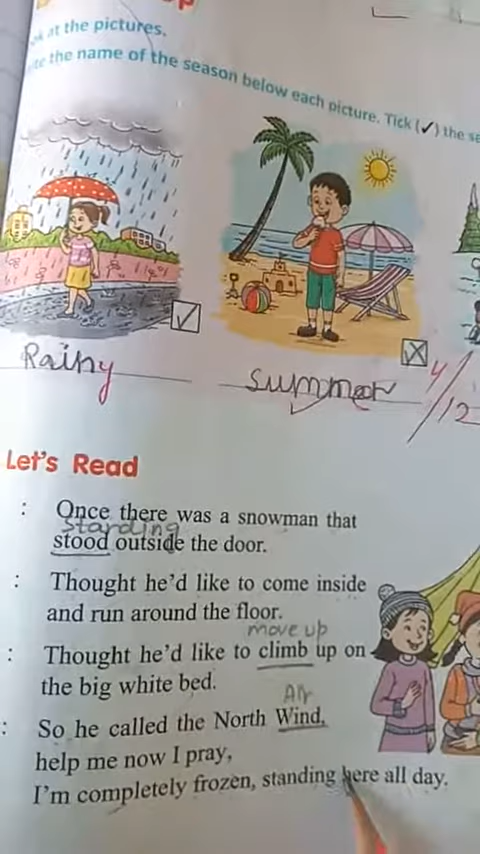 at the pictures.
the name of the season below each picture. Tick (✓) the
Rainy
Summer
4/12
Let's Read
: Once there was a snowman that
Standing
stood outside the door.
: Thought he'd like to come inside
and run around the floor.
move up
: Thought he'd like to climb up on
the big white bed.
Air
: So he called the North Wind,
help me now I pray,
I'm completely frozen, standing here all day.